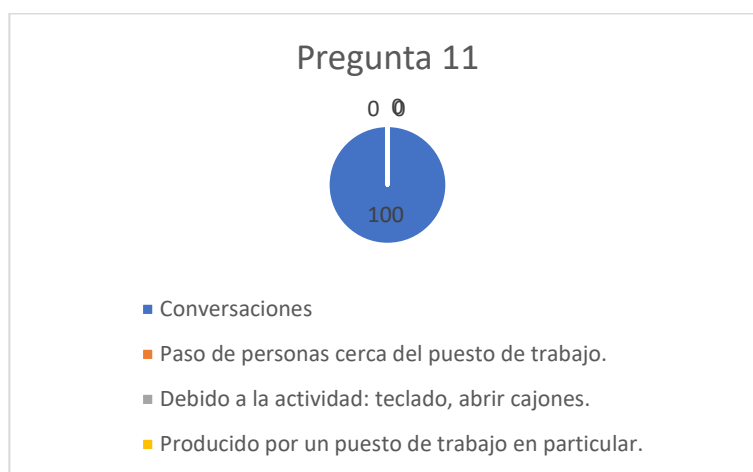 Pregunta 11
0 0 0
100
Conversaciones
Paso de personas cerca del puesto de trabajo.
Debido a la actividad: teclado, abrir cajones.
Producido por un puesto de trabajo en particular.